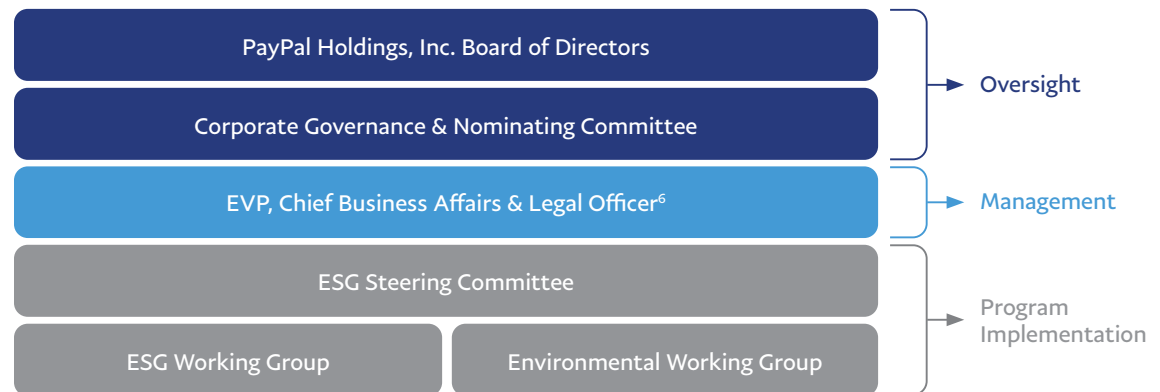 PayPal Holdings, Inc. Board of Directors
Oversight
Corporate Governance & Nominating Committee
EVP, Chief Business Affairs & Legal Officer⁶
Management
ESG Steering Committee
Program
Implementation
ESG Working Group
Environmental Working Group